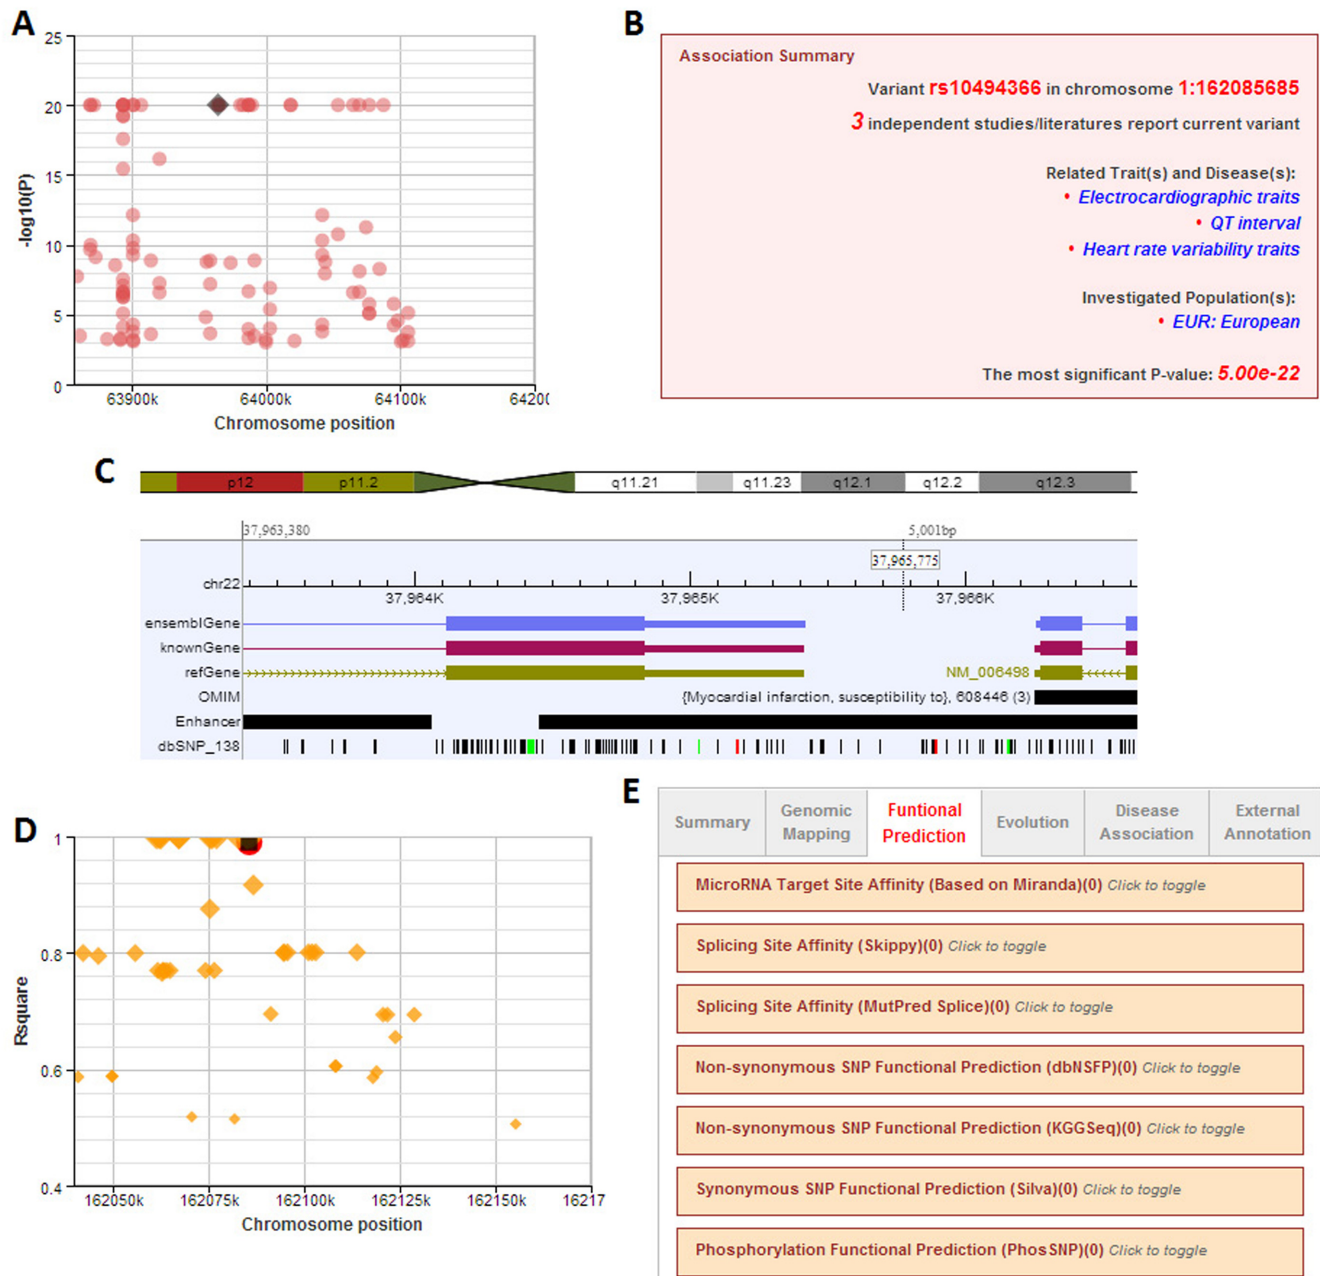 A
25
20
15
10
5
0
-log10(P)
63900k 64000k 64100k 6420(
Chromosome position
B
Association Summary
Variant rs10494366 in chromosome 1:162085685
3 independent studies/literatures report current variant
Related Trait(s) and Disease(s):
• Electrocardiographic traits
• QT interval
• Heart rate variability traits
Investigated Population(s):
• EUR: European
The most significant P-value: 5.00e-22
C
p12 p11.2 q11.21 q11.23 q12.1 q12.2 q12.3
37,963,380 5,001bp
37,965,775
chr22
37,964K 37,965K 37,966K
ensemblGene
knownGene
refGene NM_006498
OMIM {Myocardial infarction, susceptibility to}, 608446 (3)
Enhancer
dbSNP_138
D
1
0.8
0.6
0.4
Rsquare
162050k 162075k 162100k 162125k 162150k 16217
Chromosome position
E
Summary
Genomic
Mapping
Funtional
Prediction
Evolution
Disease
Association
External
Annotation
MicroRNA Target Site Affinity (Based on Miranda)(0) Click to toggle
Splicing Site Affinity (Skippy)(0) Click to toggle
Splicing Site Affinity (MutPred Splice)(0) Click to toggle
Non-synonymous SNP Functional Prediction (dbNSFP)(0) Click to toggle
Non-synonymous SNP Functional Prediction (KGGSeq)(0) Click to toggle
Synonymous SNP Functional Prediction (Silva)(0) Click to toggle
Phosphorylation Functional Prediction (PhosSNP)(0) Click to toggle